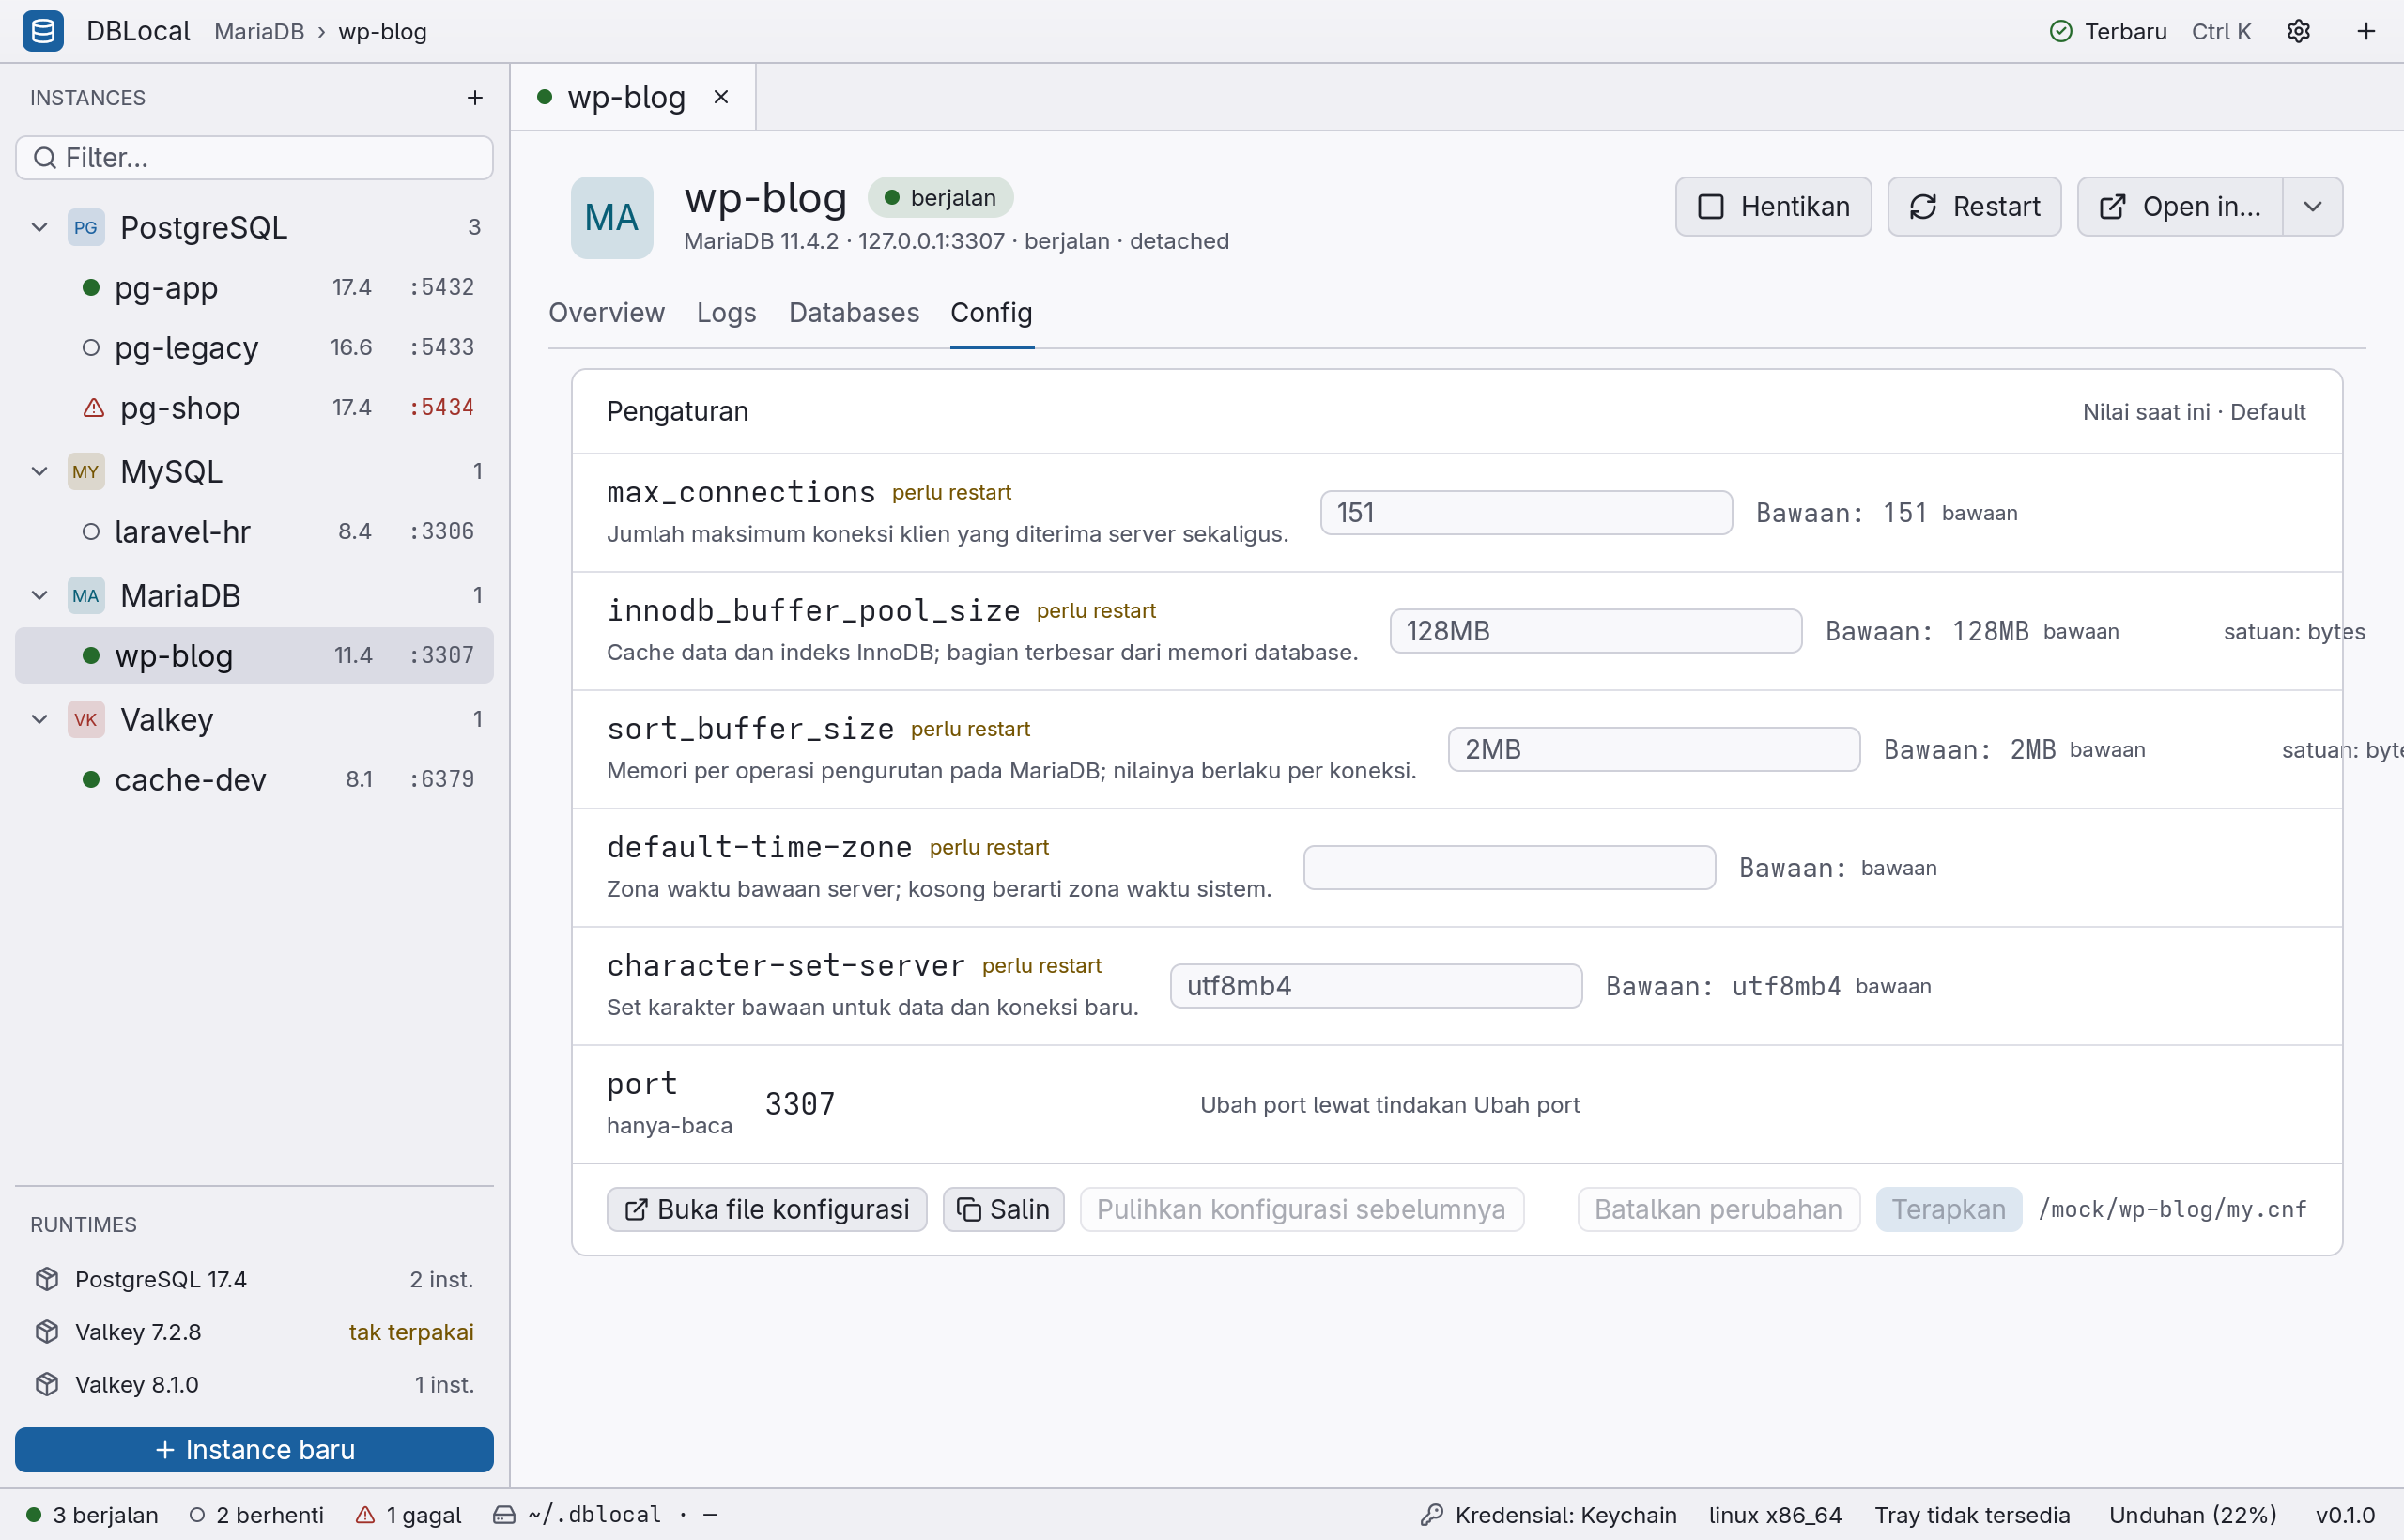 DBLocal MariaDB › wp-blog
Terbaru Ctrl K
INSTANCES
Filter...
PG PostgreSQL 3
pg-app 17.4 :5432
pg-legacy 16.6 :5433
pg-shop 17.4 :5434
MY MySQL 1
laravel-hr 8.4 :3306
MA MariaDB 1
wp-blog 11.4 :3307
VK Valkey 1
cache-dev 8.1 :6379
RUNTIMES
PostgreSQL 17.4 2 inst.
Valkey 7.2.8 tak terpakai
Valkey 8.1.0 1 inst.
+ Instance baru
wp-blog ×
MA
wp-blog berjalan
MariaDB 11.4.2 · 127.0.0.1:3307 · berjalan · detached
Hentikan Restart Open in...
Overview Logs Databases Config
Pengaturan Nilai saat ini · Default
max_connections perlu restart
Jumlah maksimum koneksi klien yang diterima server sekaligus.
151 Bawaan: 151 bawaan
innodb_buffer_pool_size perlu restart
Cache data dan indeks InnoDB; bagian terbesar dari memori database.
128MB Bawaan: 128MB bawaan satuan: bytes
sort_buffer_size perlu restart
Memori per operasi pengurutan pada MariaDB; nilainya berlaku per koneksi.
2MB Bawaan: 2MB bawaan satuan: byte
default-time-zone perlu restart
Zona waktu bawaan server; kosong berarti zona waktu sistem.
Bawaan: bawaan
character-set-server perlu restart
Set karakter bawaan untuk data dan koneksi baru.
utf8mb4 Bawaan: utf8mb4 bawaan
port
hanya-baca
3307 Ubah port lewat tindakan Ubah port
Buka file konfigurasi Salin Pulihkan konfigurasi sebelumnya Batalkan perubahan Terapkan /mock/wp-blog/my.cnf
3 berjalan 2 berhenti 1 gagal ~/.dblocal · —
Kredensial: Keychain linux x86_64 Tray tidak tersedia Unduhan (22%) v0.1.0